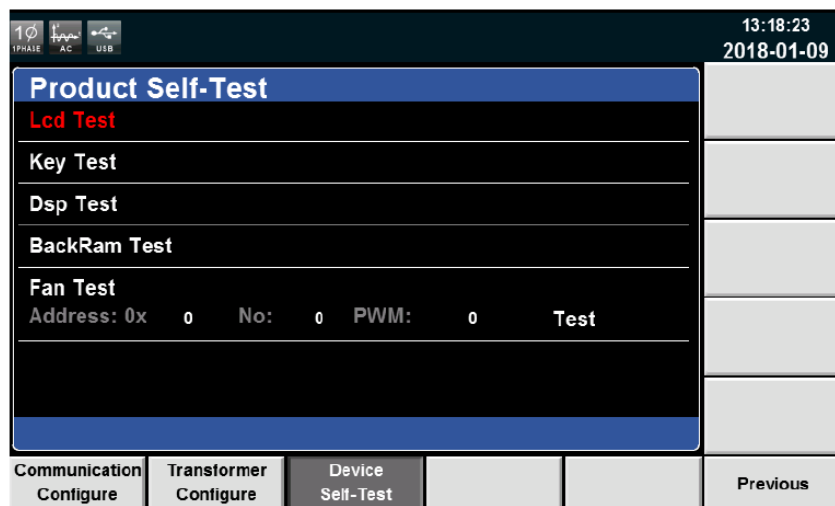 1Ø
1PHASE
AC
USB
13:18:23
2018-01-09
Product Self-Test
Lcd Test
Key Test
Dsp Test
BackRam Test
Fan Test
Address: 0x 0 No: 0 PWM: 0 Test
Communication
Configure
Transformer
Configure
Device
Self-Test
Previous